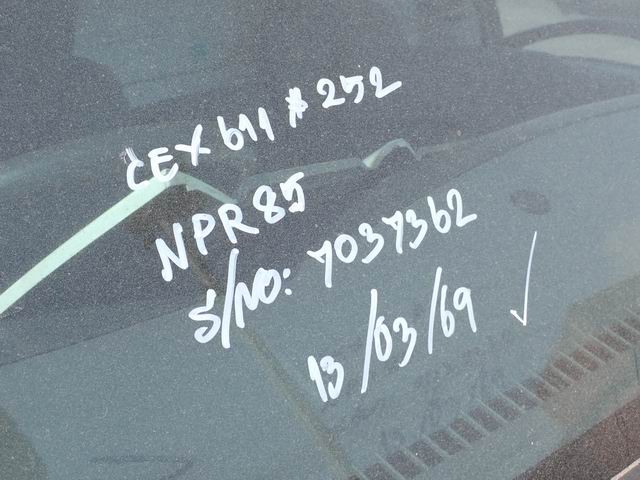 CEX 611 * 252
NPR 85
S/NO: 7037362
13/03/69 ✓